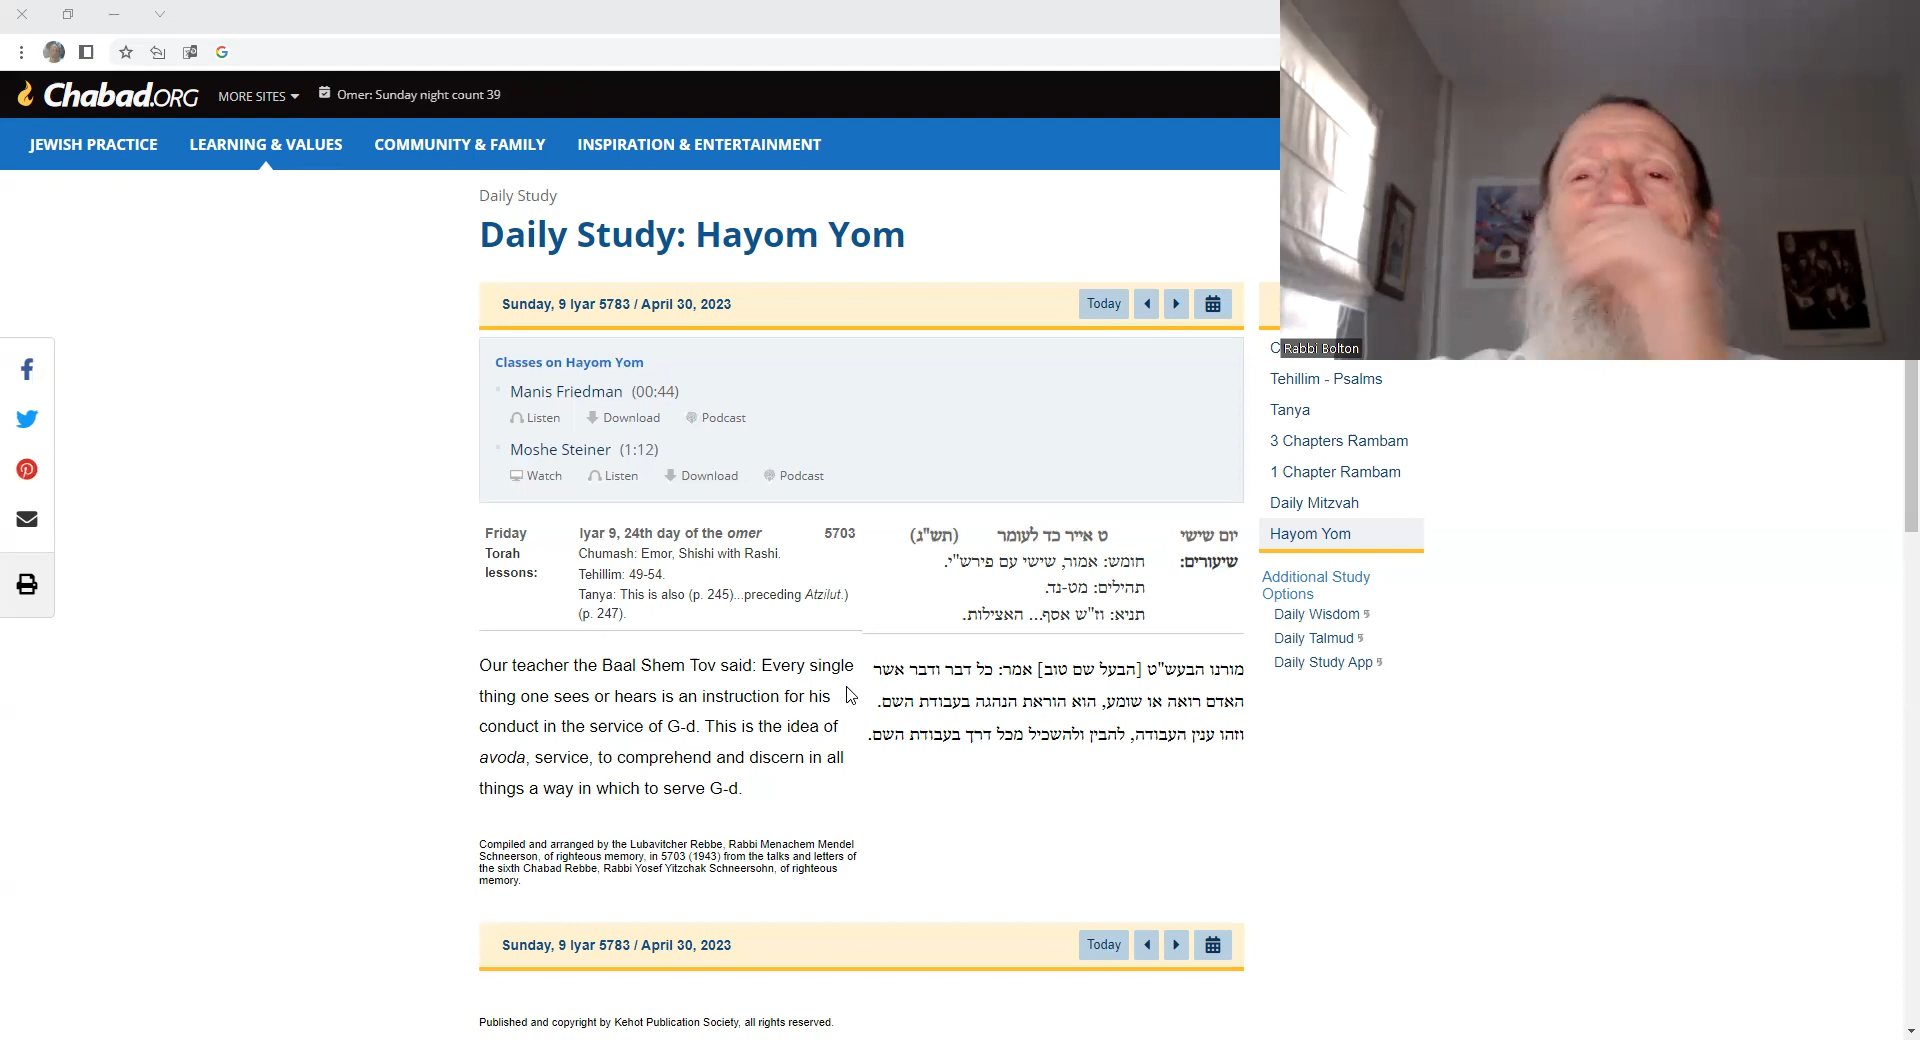 Chabad.ORG
MORE SITES
Omer: Sunday night count 39
JEWISH PRACTICE
LEARNING & VALUES
COMMUNITY & FAMILY
INSPIRATION & ENTERTAINMENT
Daily Study
Daily Study: Hayom Yom
Sunday, 9 Iyar 5783 / April 30, 2023
Today
Classes on Hayom Yom
Manis Friedman (00:44)
Listen Download Podcast
Moshe Steiner (1:12)
Watch Listen Download Podcast
Friday Iyar 9, 24th day of the omer 5703
Torah lessons: Chumash: Emor, Shishi with Rashi.
Tehillim: 49-54.
Tanya: This is also (p. 245)...preceding Atzilut.)
(p. 247).
יום שישי ט אייר כד לעומר (תש"ג)
שיעורים: חומש: אמור, שישי עם פירש"י.
תהילים: מט-נד.
תניא: וז"ש אסף... האצילות.
Our teacher the Baal Shem Tov said: Every single
thing one sees or hears is an instruction for his
conduct in the service of G-d. This is the idea of
avoda, service, to comprehend and discern in all
things a way in which to serve G-d.
מורנו הבעש"ט [הבעל שם טוב] אמר: כל דבר ודבר אשר
האדם רואה או שומע, הוא הוראת הנהגה בעבודת השם.
וזהו ענין העבודה, להבין ולהשכיל מכל דרך בעבודת השם.
Compiled and arranged by the Lubavitcher Rebbe, Rabbi Menachem Mendel
Schneerson, of righteous memory, in 5703 (1943) from the talks and letters of
the sixth Chabad Rebbe, Rabbi Yosef Yitzchak Schneersohn, of righteous
memory.
Sunday, 9 Iyar 5783 / April 30, 2023
Today
Published and copyright by Kehot Publication Society, all rights reserved.
Rabbi Bolton
C
Tehillim - Psalms
Tanya
3 Chapters Rambam
1 Chapter Rambam
Daily Mitzvah
Hayom Yom
Additional Study
Options
Daily Wisdom
Daily Talmud
Daily Study App